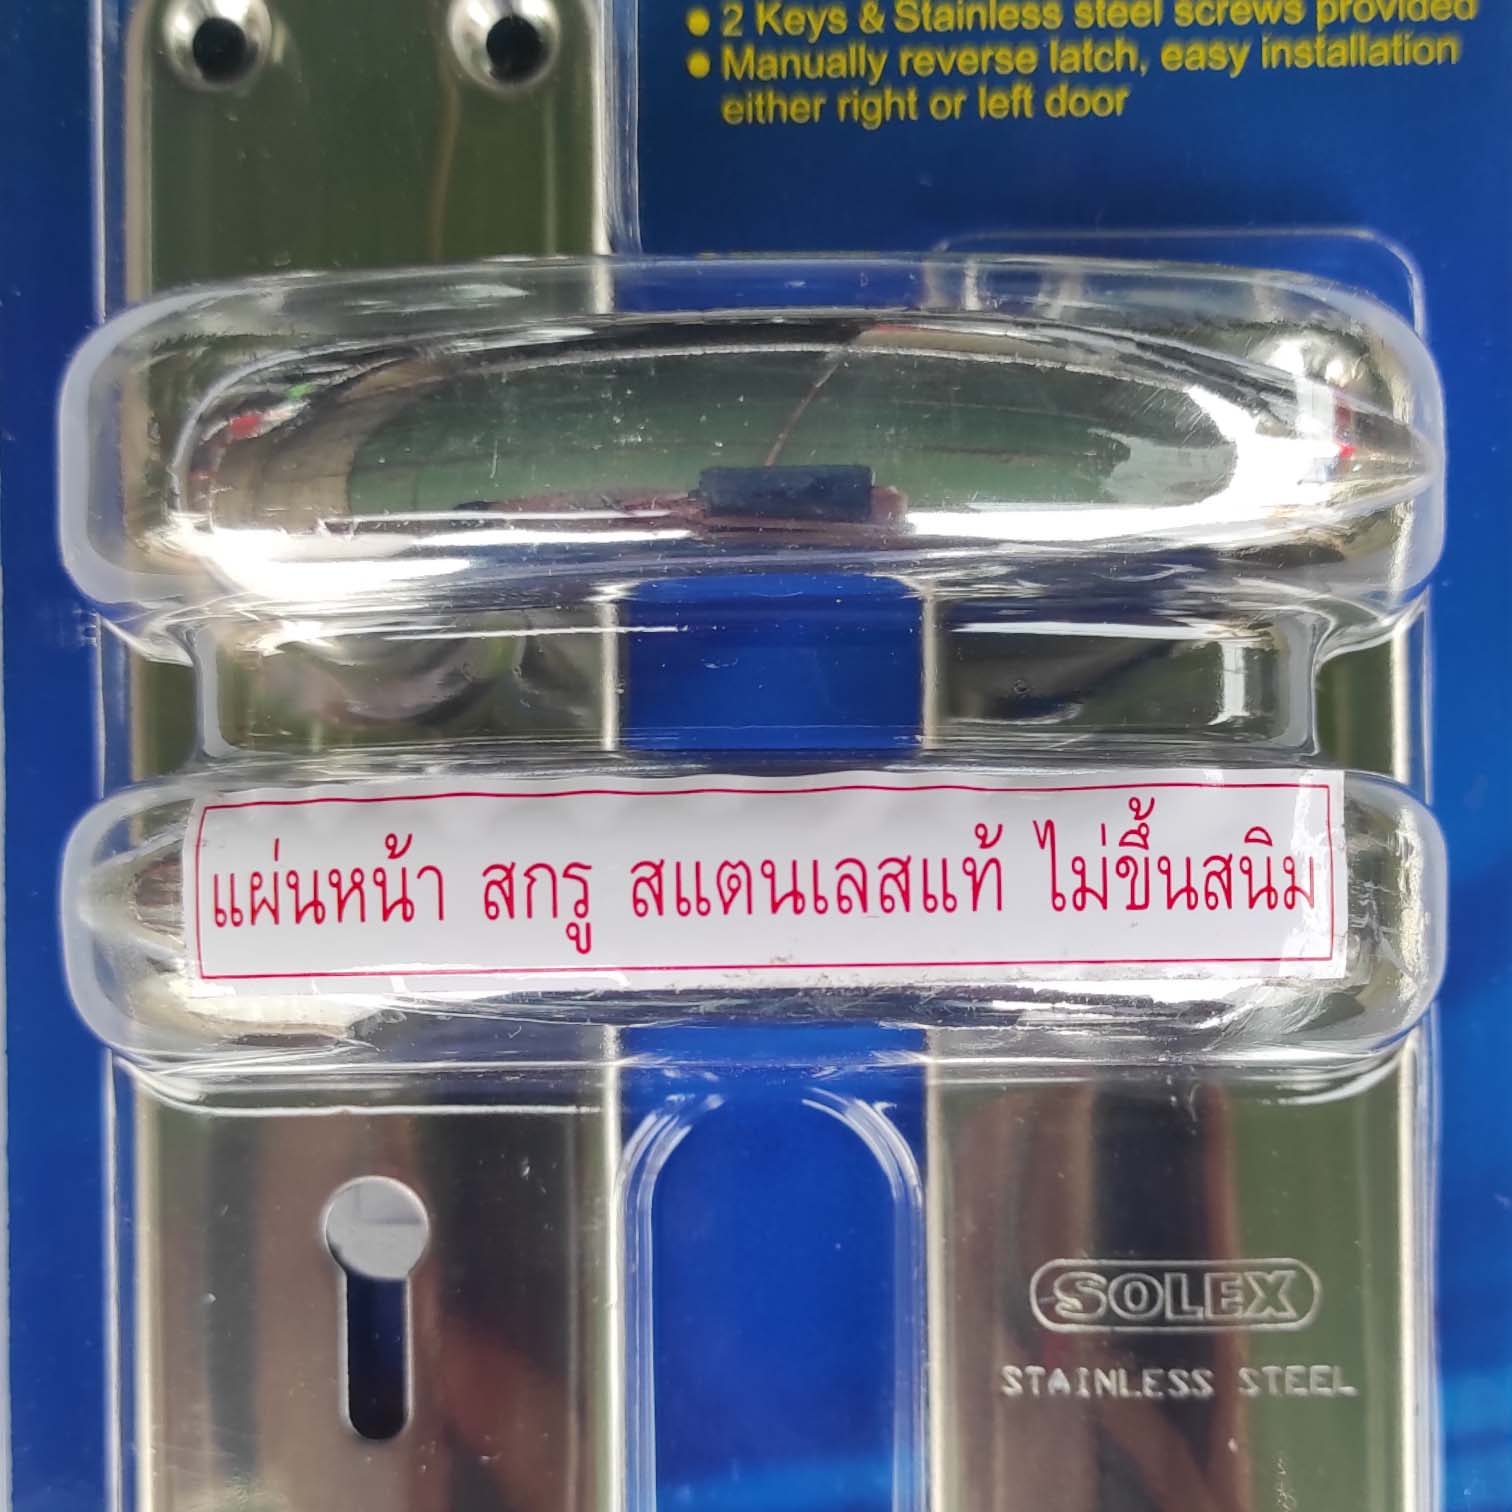 • 2 Keys & Stainless steel screws provided
• Manually reverse latch, easy installation
either right or left door
แผ่นหน้า สกรู สแตนเลสแท้ ไม่ขึ้นสนิม
SOLEX
STAINLESS STEEL